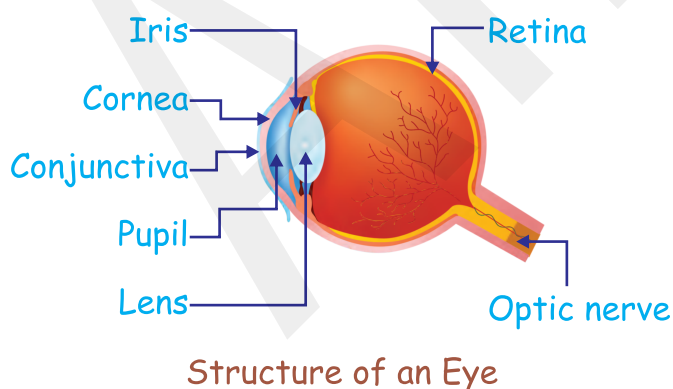 Iris
Retina
Cornea
Conjunctiva
Pupil
Lens
Optic nerve
Structure of an Eye